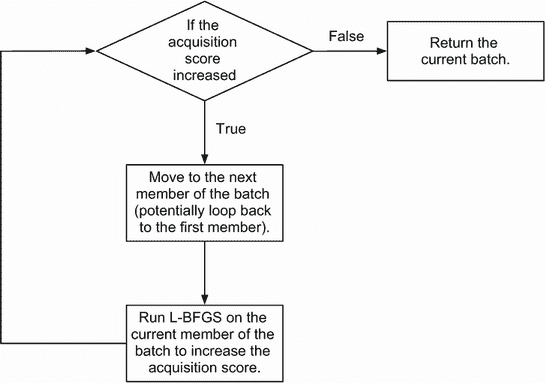 If the
acquisition
score
increased
False
Return the
current batch.
True
Move to the next
member of the batch
(potentially loop back
to the first member).
Run L-BFGS on the
current member of the
batch to increase the
acquisition score.